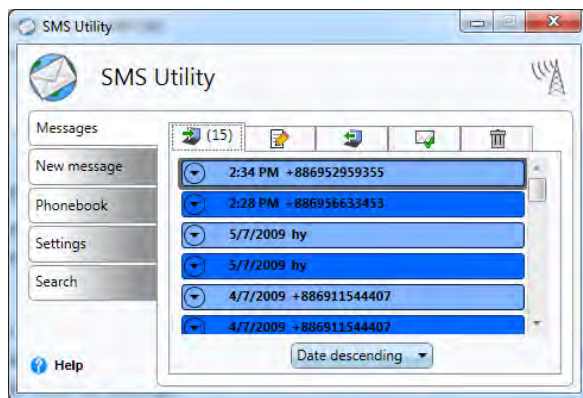 SMS Utility
SMS Utility
Messages
(15)
New message
Phonebook
Settings
Search
2:34 PM +886952959355
2:28 PM +886956633453
5/7/2009 hy
5/7/2009 hy
4/7/2009 +886911544407
4/7/2009 +886911544407
Date descending
Help